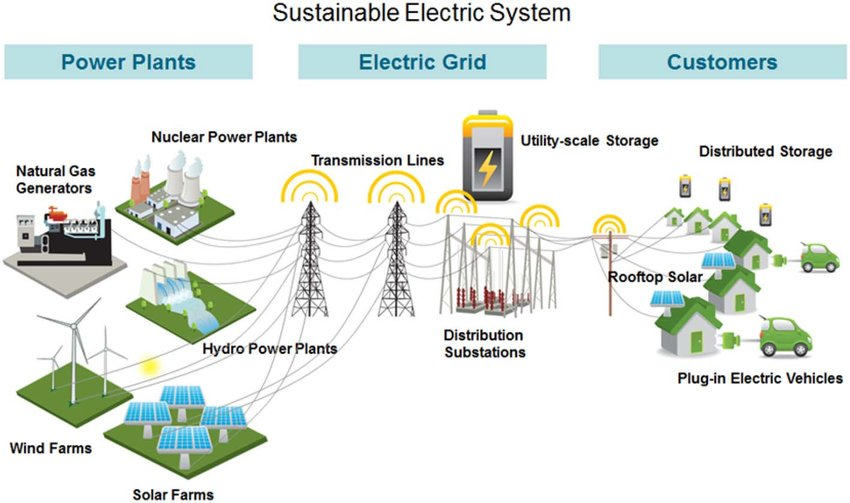 Sustainable Electric System
Power Plants
Electric Grid
Customers
Nuclear Power Plants
Natural Gas
Generators
Hydro Power Plants
Wind Farms
Solar Farms
Transmission Lines
Utility-scale Storage
Distribution
Substations
Distributed Storage
Rooftop Solar
Plug-in Electric Vehicles